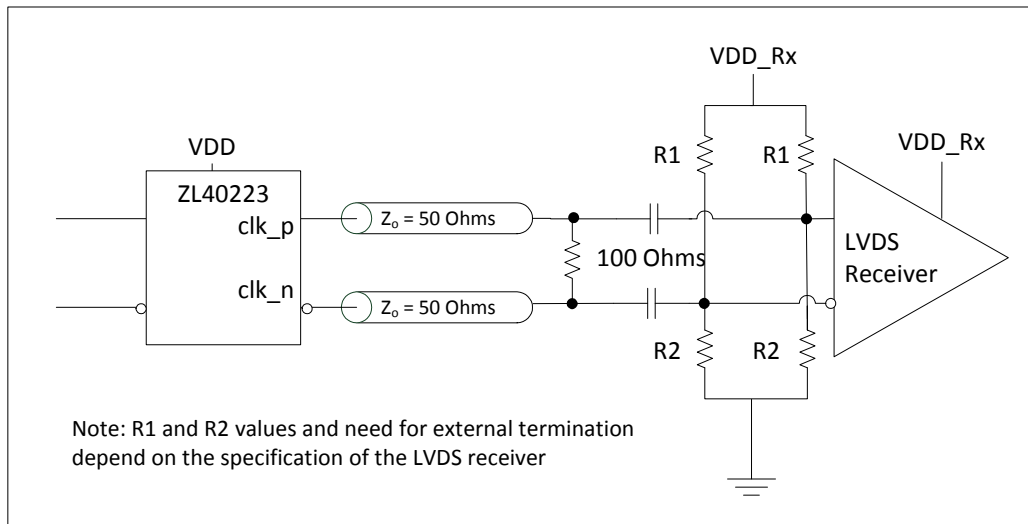 VDD_Rx
VDD_Rx
R1
R1
VDD
ZL40223
clk_p
Zo = 50 Ohms
LVDS
Receiver
100 Ohms
clk_n
Zo = 50 Ohms
R2
R2
Note: R1 and R2 values and need for external termination
depend on the specification of the LVDS receiver